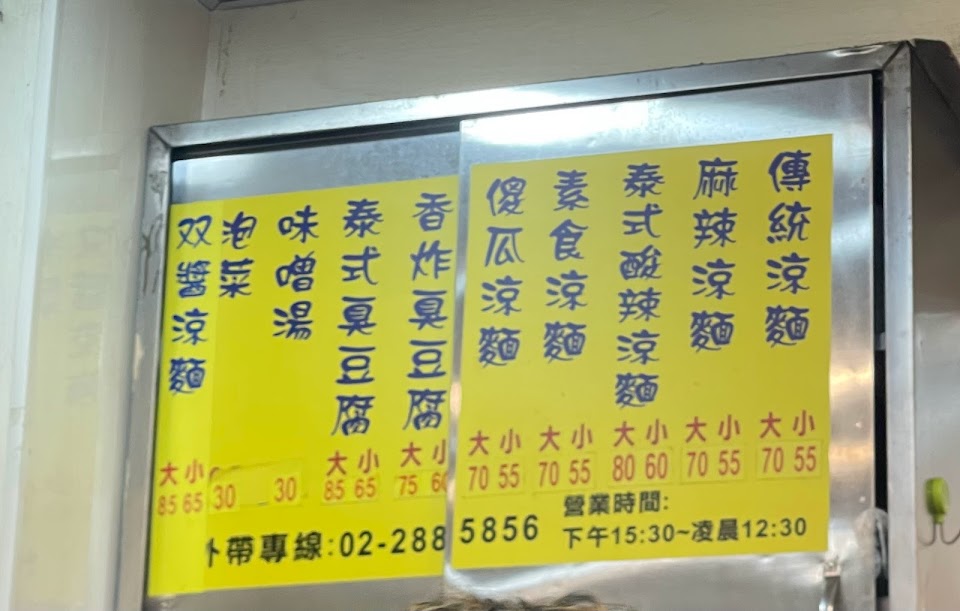 傳統涼麵
大 小
70 55
麻辣涼麵
大 小
70 55
泰式酸辣涼麵
大 小
80 60
素食涼麵
大 小
70 55
傻瓜涼麵
大 小
70 55
香炸臭豆腐
大 小
75 60
泰式臭豆腐
大 小
85 65
味噌湯
30
泡菜
30
双醬涼麵
大 小
85 65
外帶專線:02-288 5856
營業時間:
下午15:30~凌晨12:30